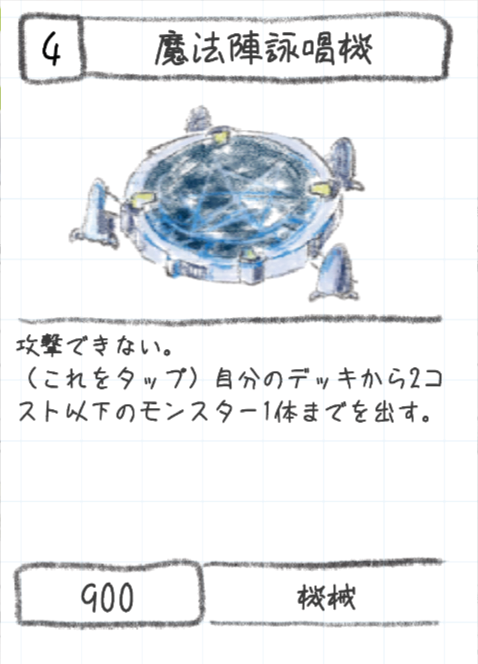 4
魔法陣詠唱機
攻撃できない。
（これをタップ）自分のデッキから2コ
スト以下のモンスター1体までを出す。
900
機械